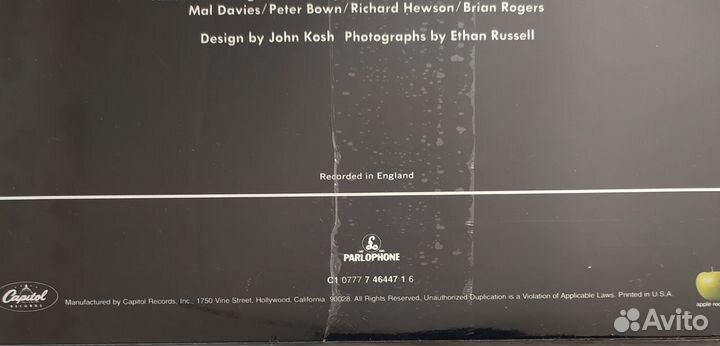 Mal Davies/Peter Bown/Richard Hewson/Brian Rogers
Design by John Kosh Photographs by Ethan Russell
Recorded in England
PARLOPHONE
C1 0777 7 46447 1 6
Capitol
RECORDS
Manufactured by Capitol Records, Inc., 1750 Vine Street, Hollywood, California 90028. All Rights Reserved, Unauthorized Duplication is a Violation of Applicable Laws. Printed in U.S.A.
apple rec
Avito